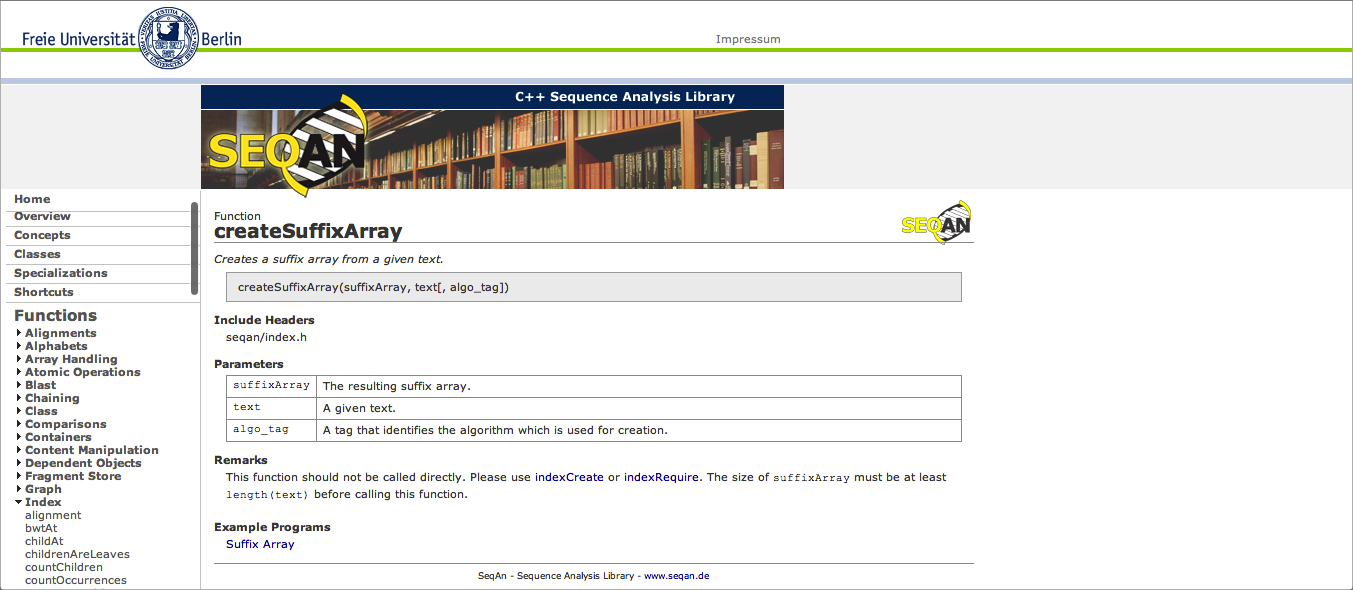 Freie Universität Berlin
Impressum
C++ Sequence Analysis Library
SEQAN
Home
Overview
Concepts
Classes
Specializations
Shortcuts
Functions
Alignments
Alphabets
Array Handling
Atomic Operations
Blast
Chaining
Class
Comparisons
Containers
Content Manipulation
Dependent Objects
Fragment Store
Graph
Index
alignment
bwtAt
childAt
childrenAreLeaves
countChildren
countOccurrences
Function
createSuffixArray
SEQAN
Creates a suffix array from a given text.
createSuffixArray(suffixArray, text[, algo_tag])
Include Headers
seqan/index.h
Parameters
suffixArray The resulting suffix array.
text A given text.
algo_tag A tag that identifies the algorithm which is used for creation.
Remarks
This function should not be called directly. Please use indexCreate or indexRequire. The size of suffixArray must be at least
length(text) before calling this function.
Example Programs
Suffix Array
SeqAn - Sequence Analysis Library - www.seqan.de